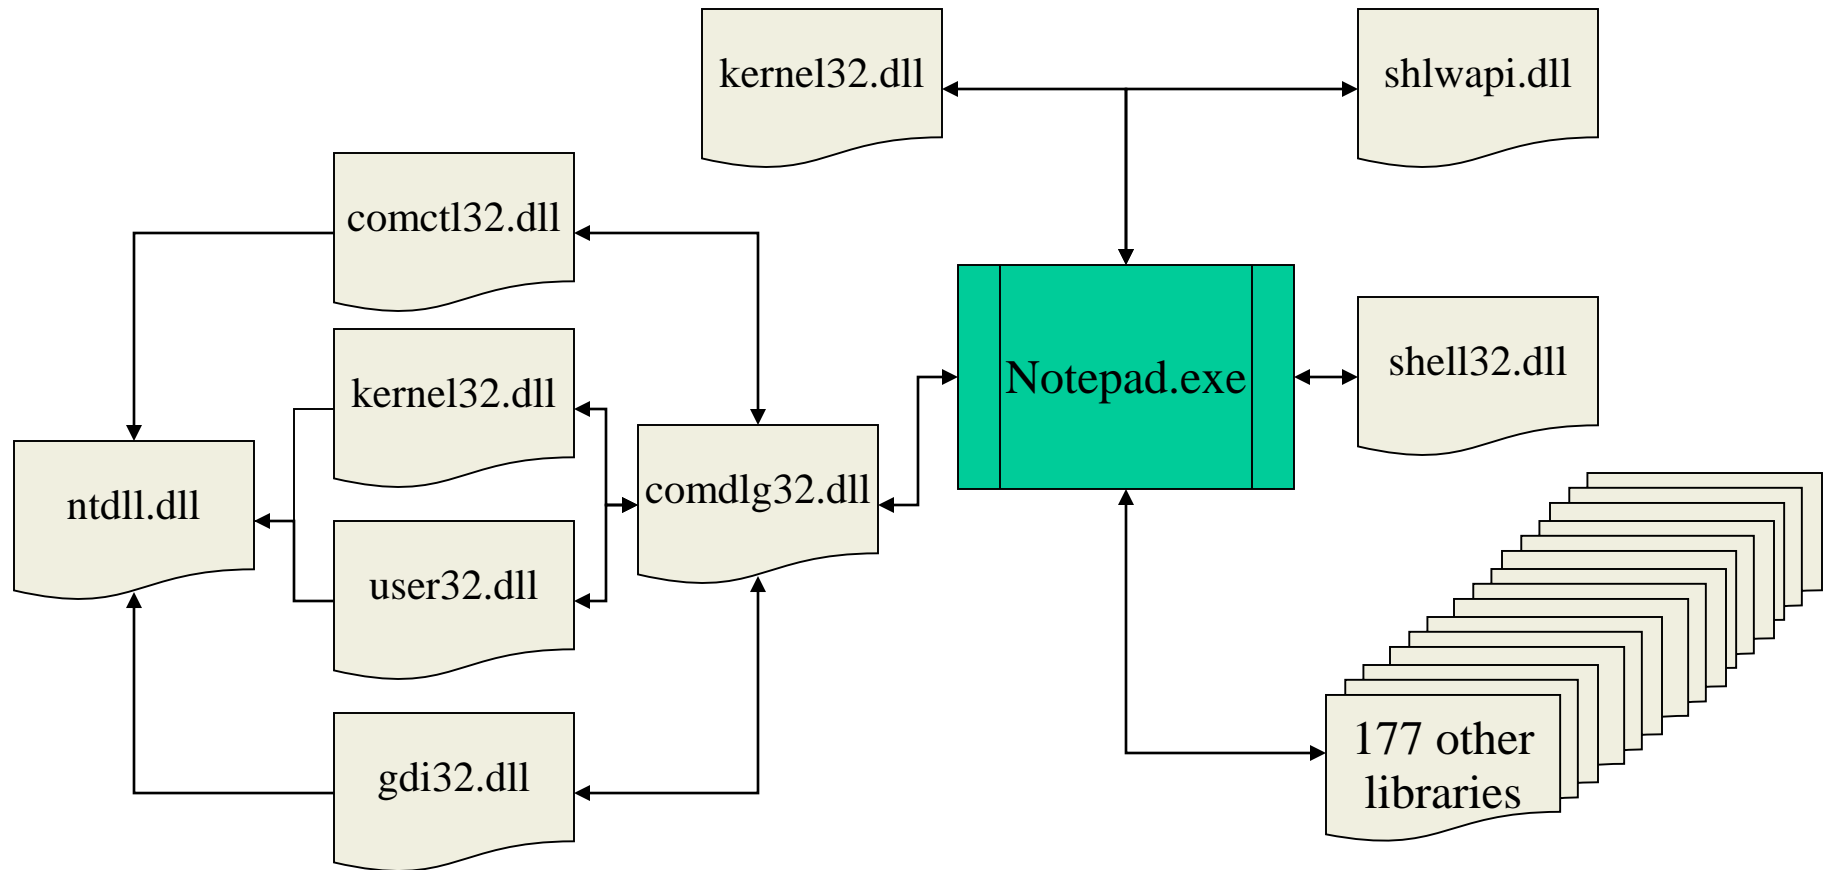 kernel32.dll
shlwapi.dll
comctl32.dll
kernel32.dll
Notepad.exe
shell32.dll
ntdll.dll
comdlg32.dll
user32.dll
gdi32.dll
177 other
libraries